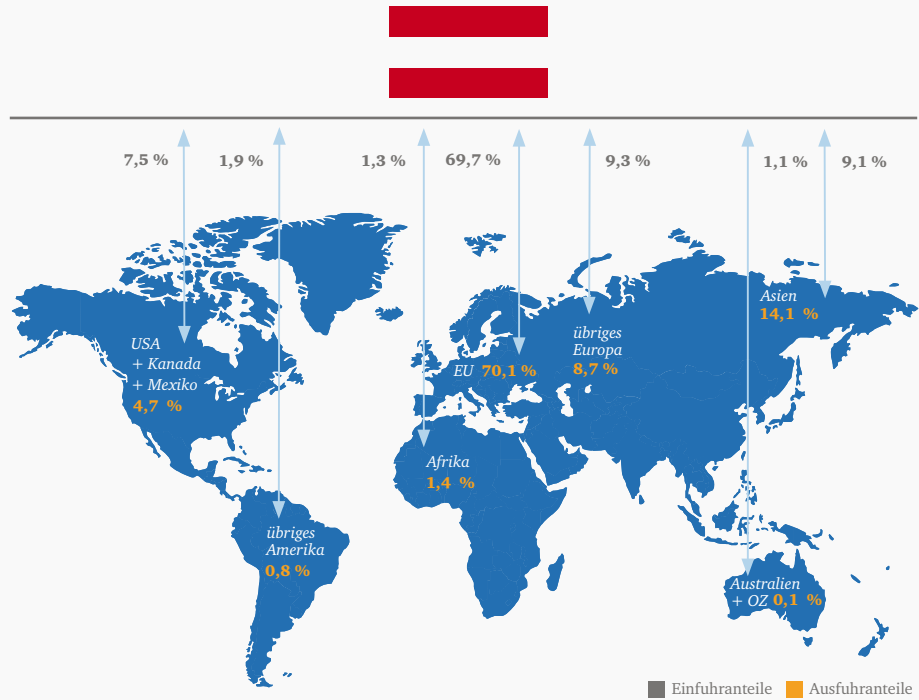 7,5 %
1,9 %
1,3 %
69,7 %
9,3 %
1,1 %
9,1 %
Asien
14,1 %
USA
+ Kanada
+ Mexiko
4,7 %
übriges
Europa
8,7 %
EU 70,1 %
Afrika
1,4 %
übriges
Amerika
0,8 %
Australien
+ OZ 0,1 %
Einfuhranteile
Ausfuhranteile